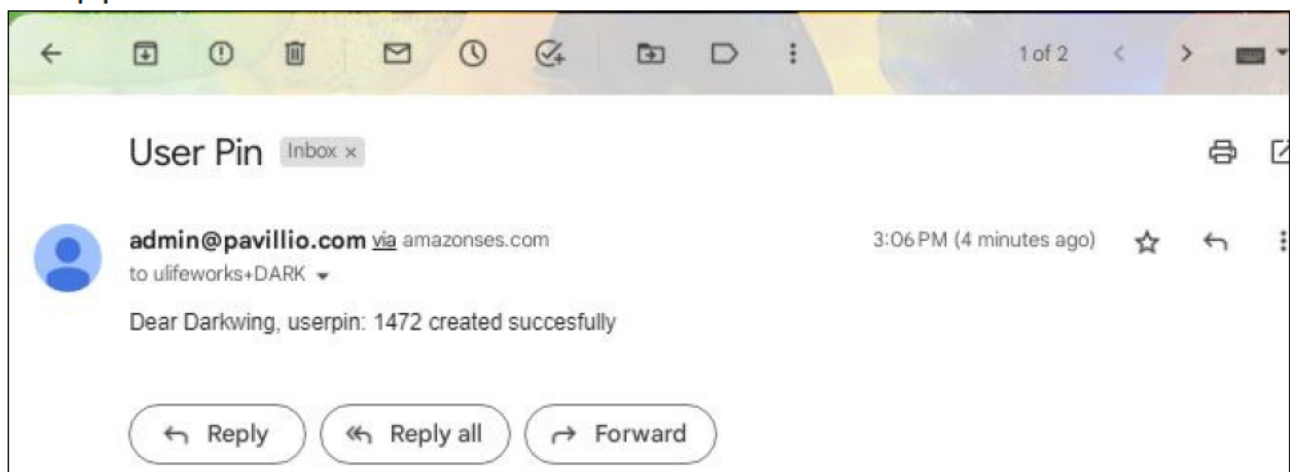 1 of 2
User Pin Inbox x
admin@pavillio.com via amazonses.com 3:06 PM (4 minutes ago)
to ulifeworks+DARK
Dear Darkwing, userpin: 1472 created succesfully
Reply Reply all Forward